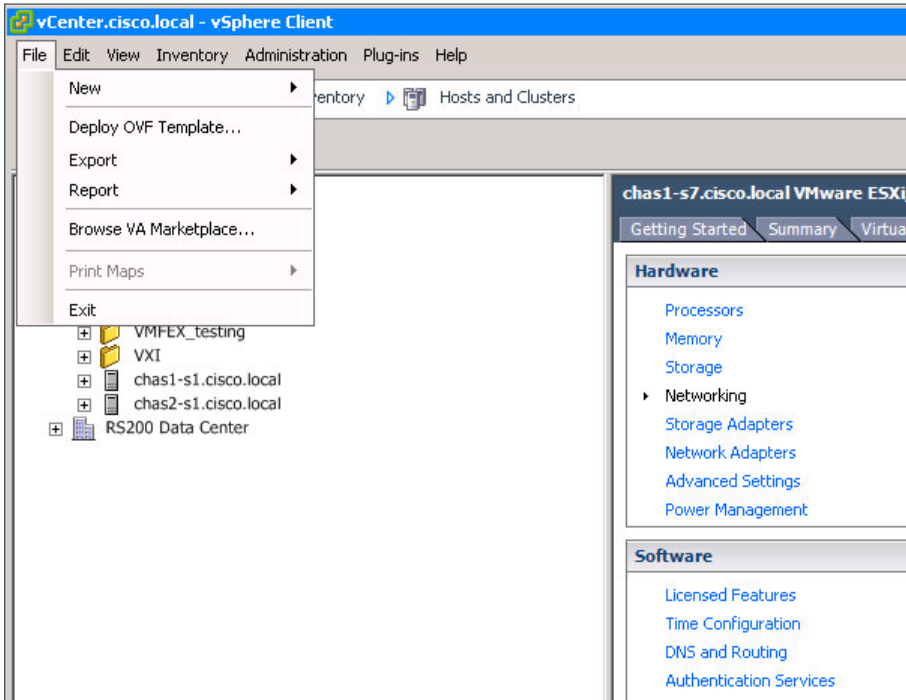 vCenter.cisco.local - vSphere Client
File Edit View Inventory Administration Plug-ins Help
New
Hosts and Clusters
Deploy OVF Template...
Export
Report
Browse VA Marketplace...
Print Maps
Exit
VMFEX_testing
VXI
chas1-s1.cisco.local
chas2-s1.cisco.local
RS200 Data Center
chas1-s7.cisco.local VMware ESXi
Getting Started Summary
Hardware
Processors
Memory
Storage
Networking
Storage Adapters
Network Adapters
Advanced Settings
Power Management
Software
Licensed Features
Time Configuration
DNS and Routing
Authentication Services